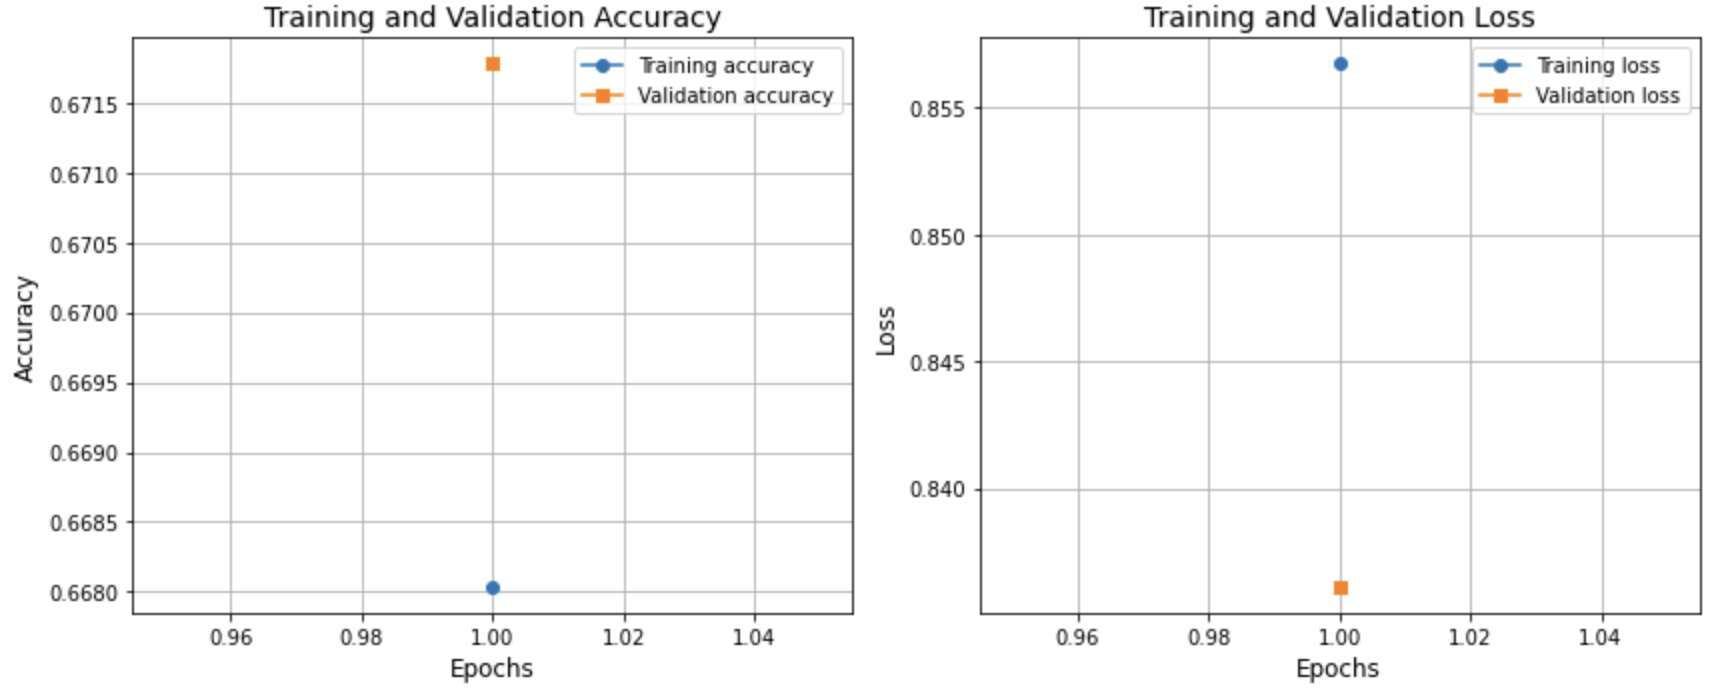 Training and Validation Accuracy
Training accuracy
Validation accuracy
0.6715
0.6710
0.6705
0.6700
0.6695
0.6690
0.6685
0.6680
Accuracy
0.96 0.98 1.00 1.02 1.04
Epochs
Training and Validation Loss
Training loss
Validation loss
0.855
0.850
0.845
0.840
Loss
0.96 0.98 1.00 1.02 1.04
Epochs